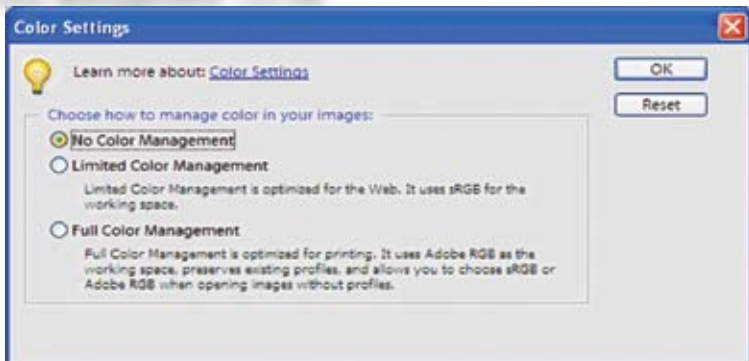 Color Settings
Learn more about: Color Settings
OK
Reset
Choose how to manage color in your images:
No Color Management
Limited Color Management
Limited Color Management is optimized for the Web. It uses sRGB for the
working space.
Full Color Management
Full Color Management is optimized for printing. It uses Adobe RGB as the
working space, preserves existing profiles, and allows you to choose sRGB or
Adobe RGB when opening images without profiles.